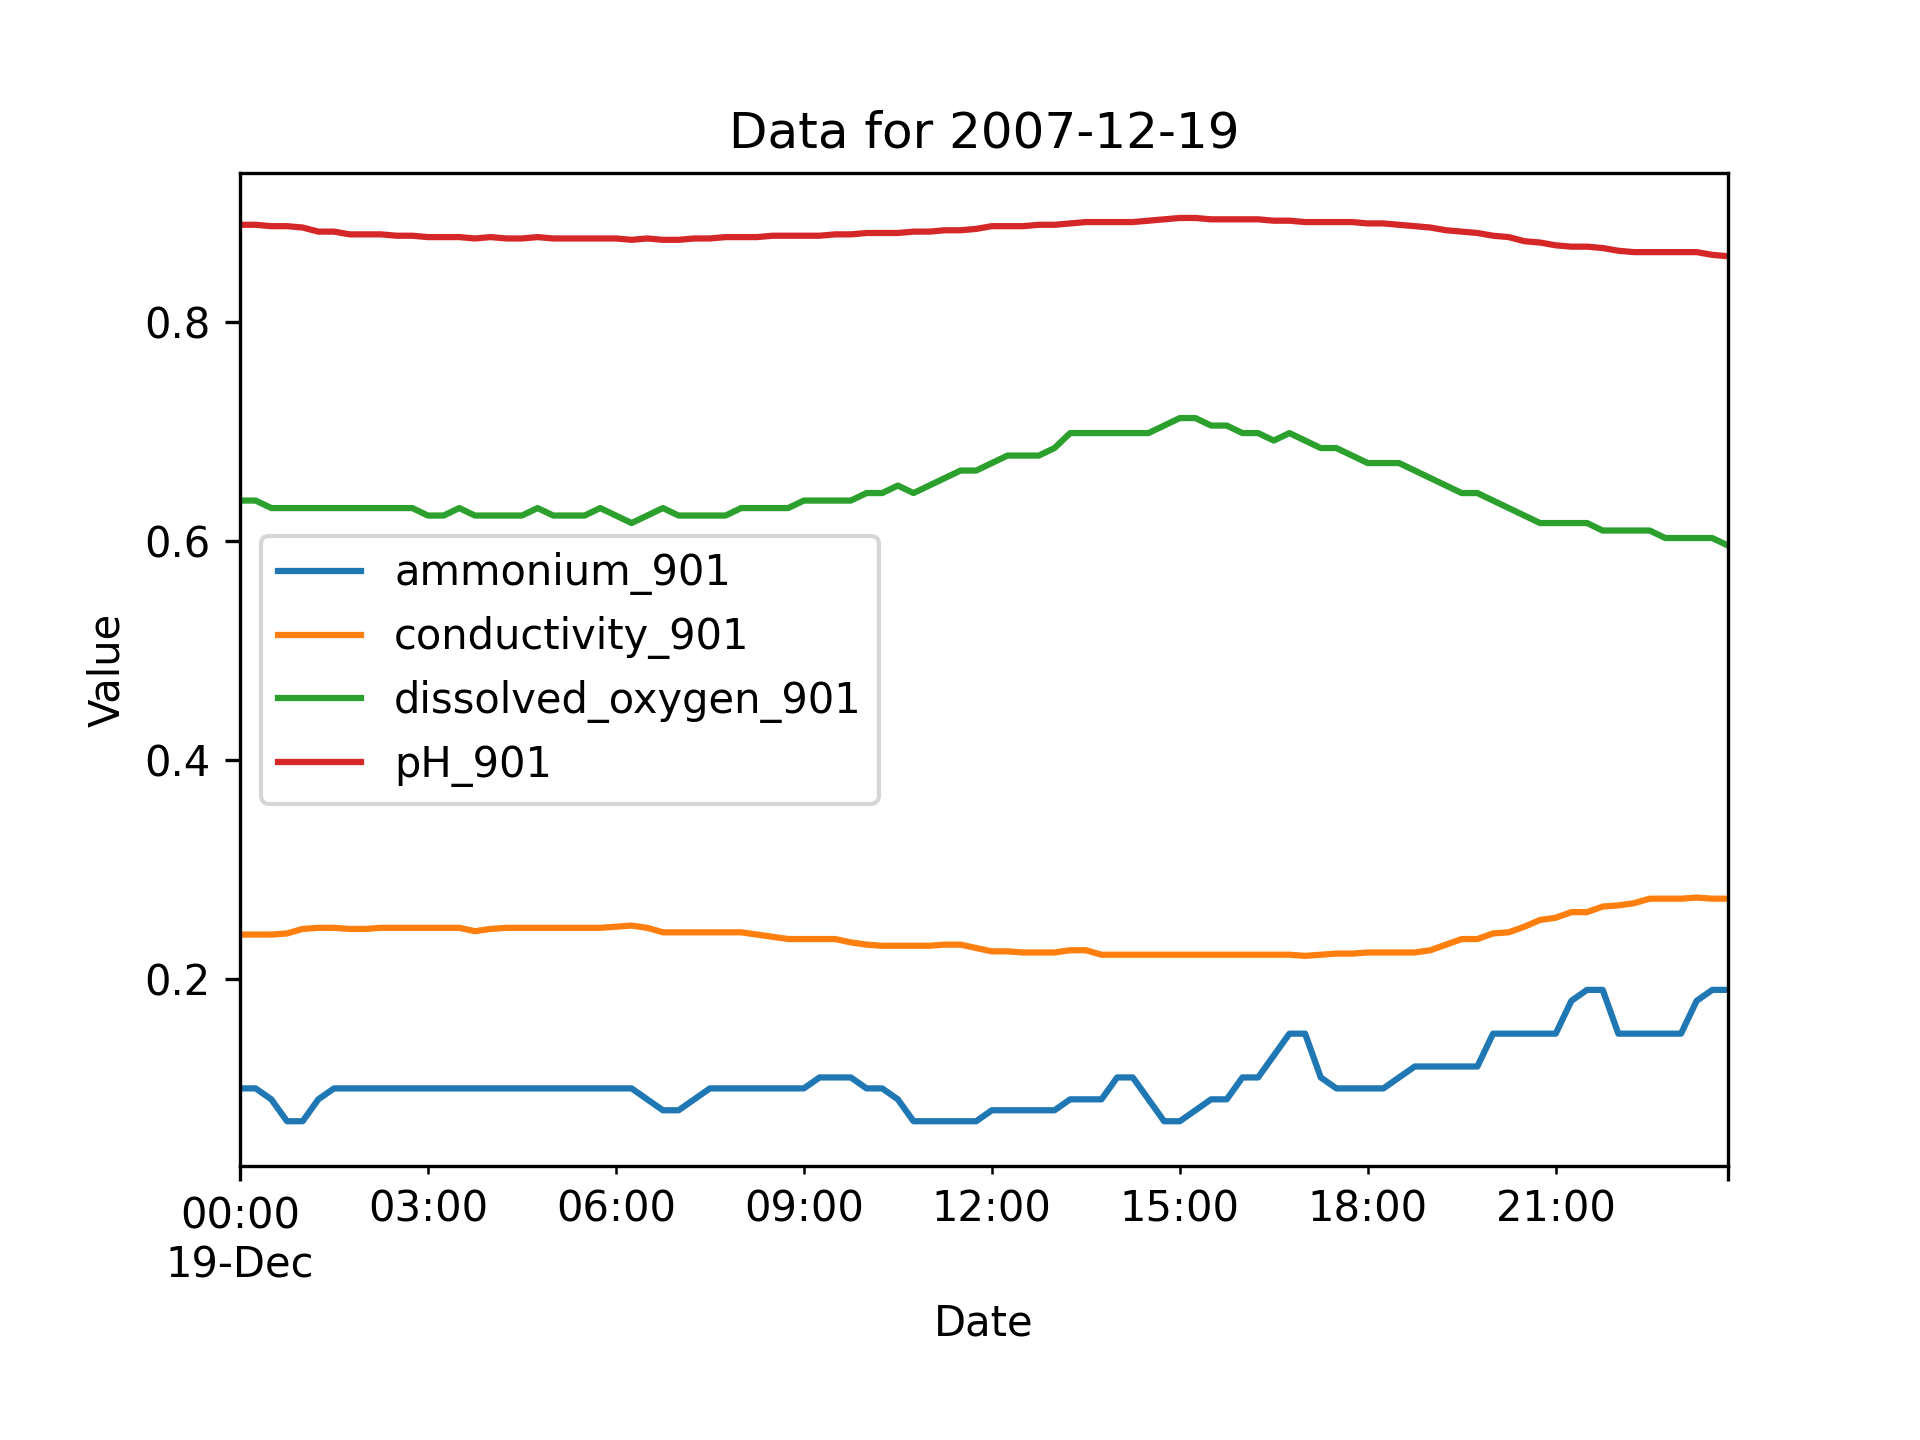 Data for 2007-12-19
Value
0.8
0.6
0.4
0.2
ammonium_901
conductivity_901
dissolved_oxygen_901
pH_901
00:00 03:00 06:00 09:00 12:00 15:00 18:00 21:00
19-Dec
Date